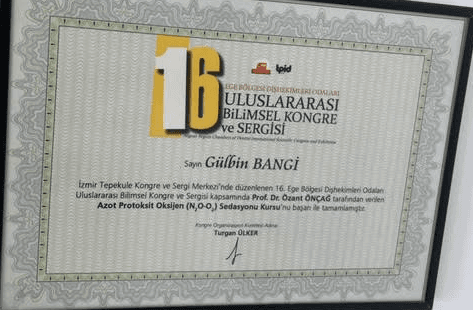 16
tpid
EGE BÖLGESİ DİŞHEKİMLERİ ODALARI
ULUSLARARASI
BİLİMSEL KONGRE
ve SERGİSİ
Sayın Gülbin BANGİ
İzmir Tepekule Kongre ve Sergi Merkezi'nde düzenlenen 16. Ege Bölgesi Dişhekimleri Odaları
Uluslararası Bilimsel Kongre ve Sergisi kapsamında Prof. Dr. Özant ÖNÇAĞ tarafından verilen
Azot Protoksit Oksijen (N₂O-O₂) Sedasyonu Kursu'nu başarı ile tamamlamıştır.
Kongre Organizasyon Komitesi Adına
Turgan ÜLKER